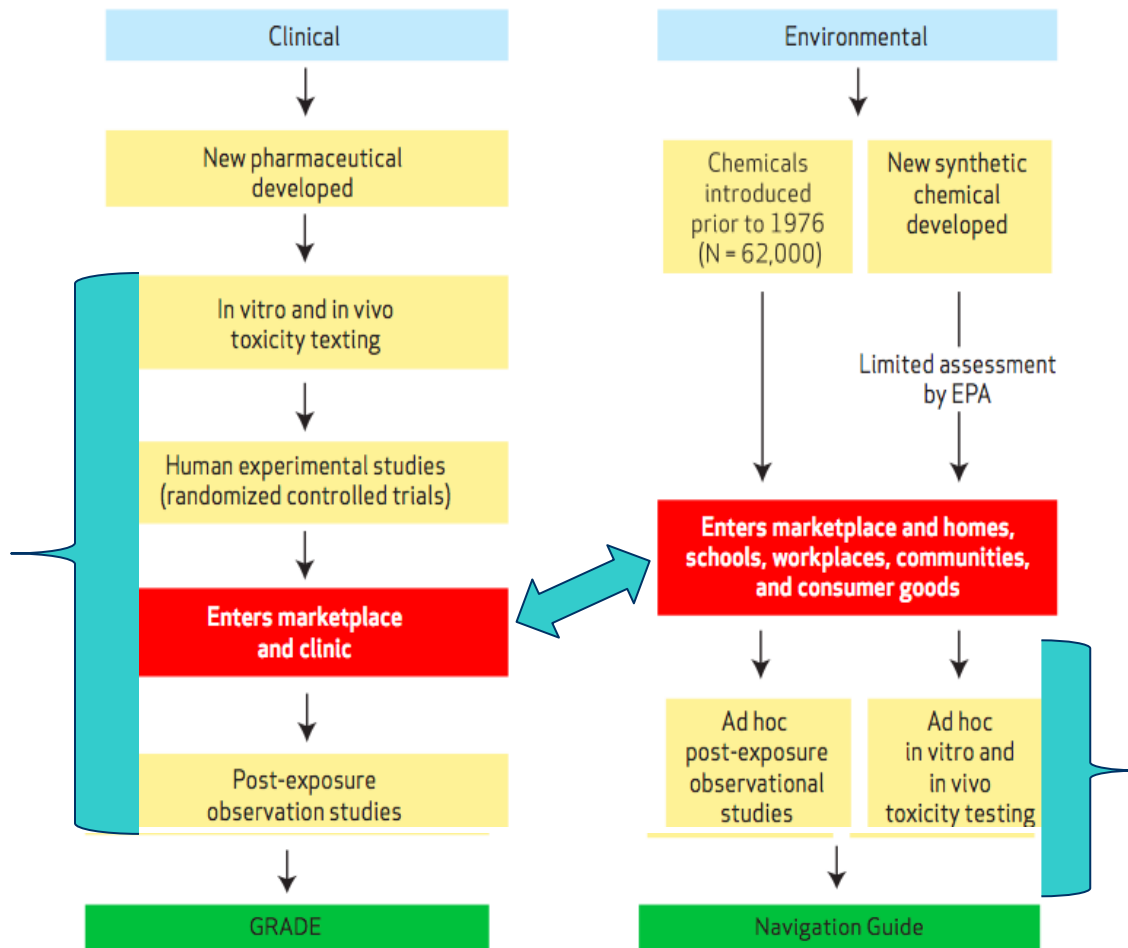 Clinical
New pharmaceutical
developed
In vitro and in vivo
toxicity texting
Human experimental studies
(randomized controlled trials)
Enters marketplace
and clinic
Post-exposure
observation studies
GRADE
Environmental
Chemicals
introduced
prior to 1976
(N = 62,000)
New synthetic
chemical
developed
Limited assessment
by EPA
Enters marketplace and homes,
schools, workplaces, communities,
and consumer goods
Ad hoc
post-exposure
observational
studies
Ad hoc
in vitro and
in vivo
toxicity testing
Navigation Guide